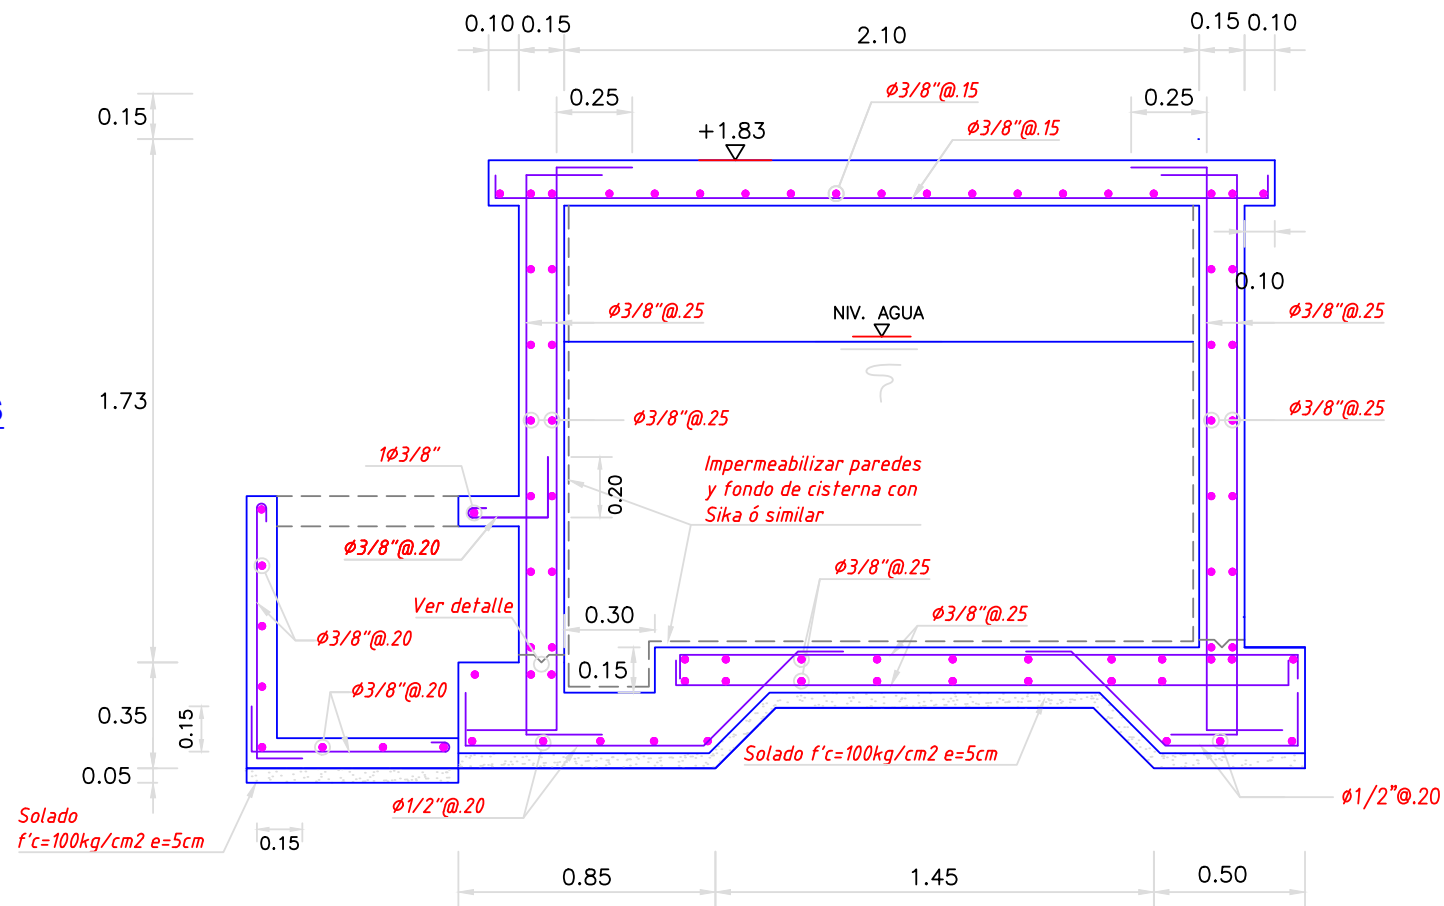 0.10 0.15 2.10 0.15 0.10
0.25 0.25
ø3/8"@.15
0.15
+1.83
ø3/8"@.15
0.10
ø3/8"@.25
NIV. AGUA
ø3/8"@.25
1.73
ø3/8"@.25
ø3/8"@.25
1ø3/8"
Impermeabilizar paredes
y fondo de cisterna con
Sika ó similar
0.20
ø3/8"@.20
ø3/8"@.25
Ver detalle
0.30
ø3/8"@.25
ø3/8"@.20
0.15
ø3/8"@.20
0.35
0.15
Solado f'c=100kg/cm2 e=5cm
0.05
ø1/2"@.20
ø1/2"@.20
Solado
f'c=100kg/cm2 e=5cm
0.15
0.85 1.45 0.50